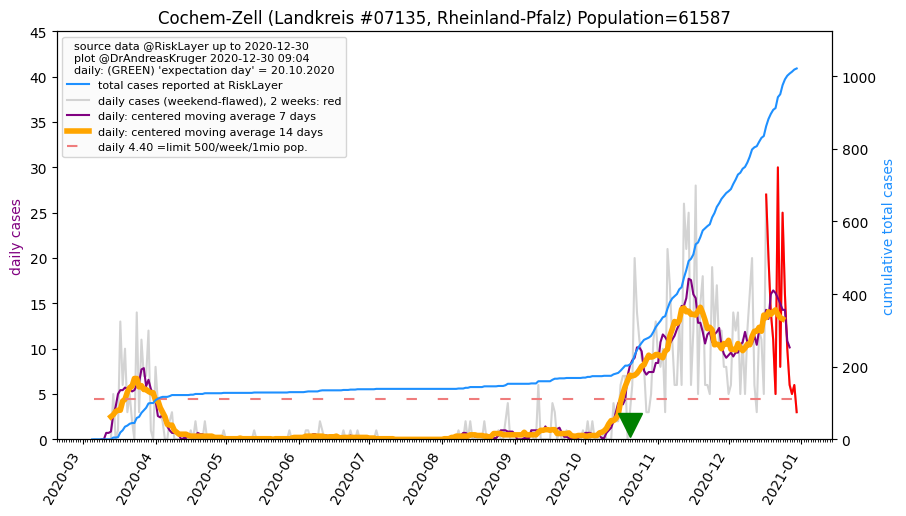 Cochem-Zell (Landkreis #07135, Rheinland-Pfalz) Population=61587
source data @RiskLayer up to 2020-12-30
plot @DrAndreasKruger 2020-12-30 09:04
daily: (GREEN) 'expectation day' = 20.10.2020
total cases reported at RiskLayer
daily cases (weekend-flawed), 2 weeks: red
daily: centered moving average 7 days
daily: centered moving average 14 days
daily 4.40 =limit 500/week/1mio pop.
daily cases
45
40
35
30
25
20
15
10
5
0
cumulative total cases
1000
800
600
400
200
0
2020-03
2020-04
2020-05
2020-06
2020-07
2020-08
2020-09
2020-10
2020-11
2020-12
2021-01